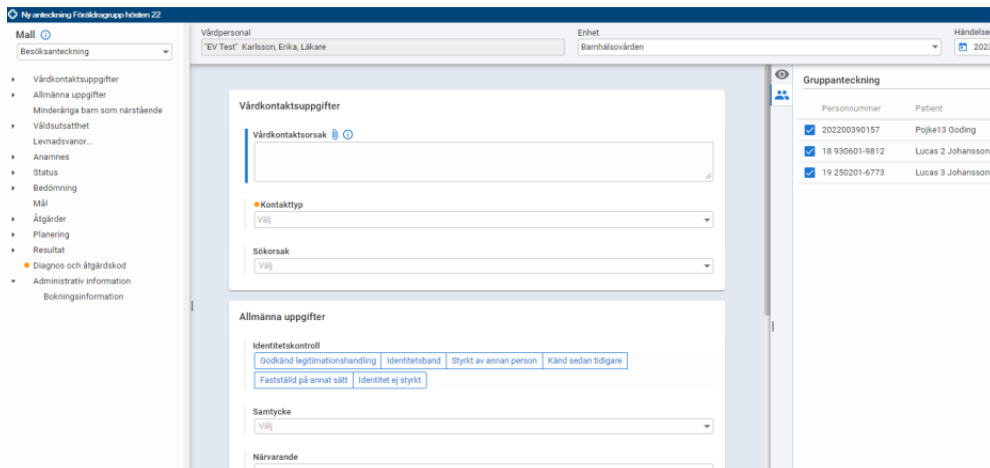 Ny anteckning Föräldragrupp hösten 22
Mall
Besöksanteckning
Vårdkontaktsuppgifter
Allmänna uppgifter
Minderåriga barn som närstående
Våldsutsatthet
Levnadsvanor...
Anamnes
Status
Bedömning
Mål
Åtgärder
Planering
Resultat
Diagnos och åtgärdskod
Administrativ information
Bokningsinformation
Vårdpersonal
"EV Test" Karlsson, Erika, Läkare
Enhet
Barnhälsovården
Händelse
202
Vårdkontaktsuppgifter
Vårdkontaktsorsak
Kontakttyp
Välj
Sökorsak
Välj
Allmänna uppgifter
Identitetskontroll
Godkänd legitimationshandling Identitetsband Styrkt av annan person Känd sedan tidigare
Fastställd på annat sätt Identitet ej styrkt
Samtycke
Välj
Närvarande
Gruppanteckning
Personnummer Patient
202200390157 Pojke13 Goding
18 930601-9812 Lucas 2 Johansson
19 250201-6773 Lucas 3 Johansson